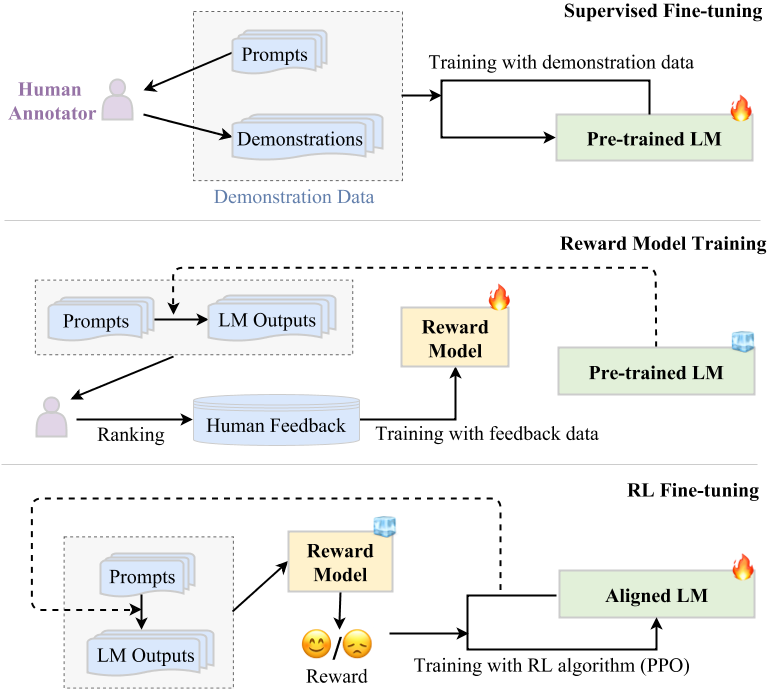 Supervised Fine-tuning
Prompts
Training with demonstration data
Human
Annotator
Demonstrations
Pre-trained LM
Demonstration Data
Reward Model Training
Prompts
LM Outputs
Reward
Model
Pre-trained LM
Ranking
Human Feedback
Training with feedback data
RL Fine-tuning
Prompts
Reward
Model
Aligned LM
LM Outputs
/
Reward
Training with RL algorithm (PPO)